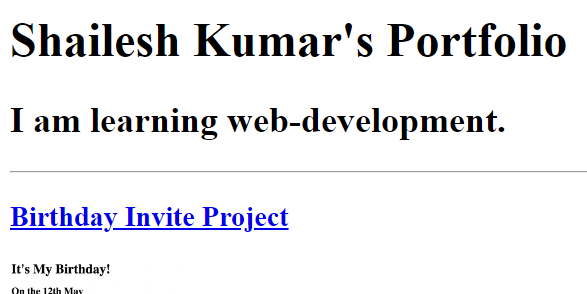 Shailesh Kumar's Portfolio
I am learning web-development.
Birthday Invite Project
It's My Birthday!
On the 12th May